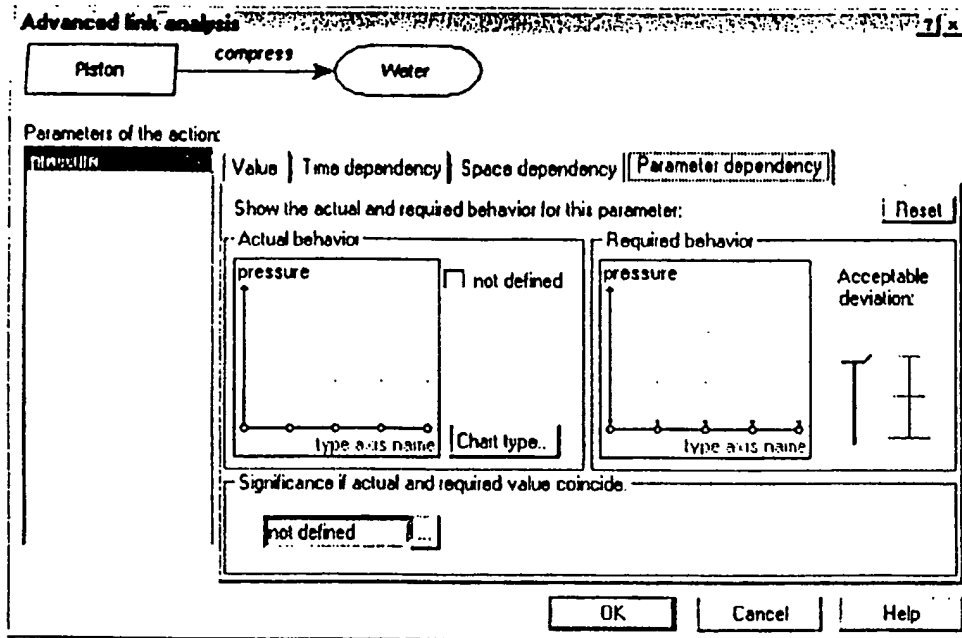 Advanced link analysis
? x
compress
Piston
Water
Parameters of the action:
pressure
Value
Time dependency
Space dependency
Parameter dependency
Show the actual and required behavior for this parameter:
Reset
Actual behavior
Required behavior
pressure
not defined
pressure
Acceptable
deviation:
type axis name
Chart type..
type axis name
Significance if actual and required value coincide.
not defined
...
OK
Cancel
Help